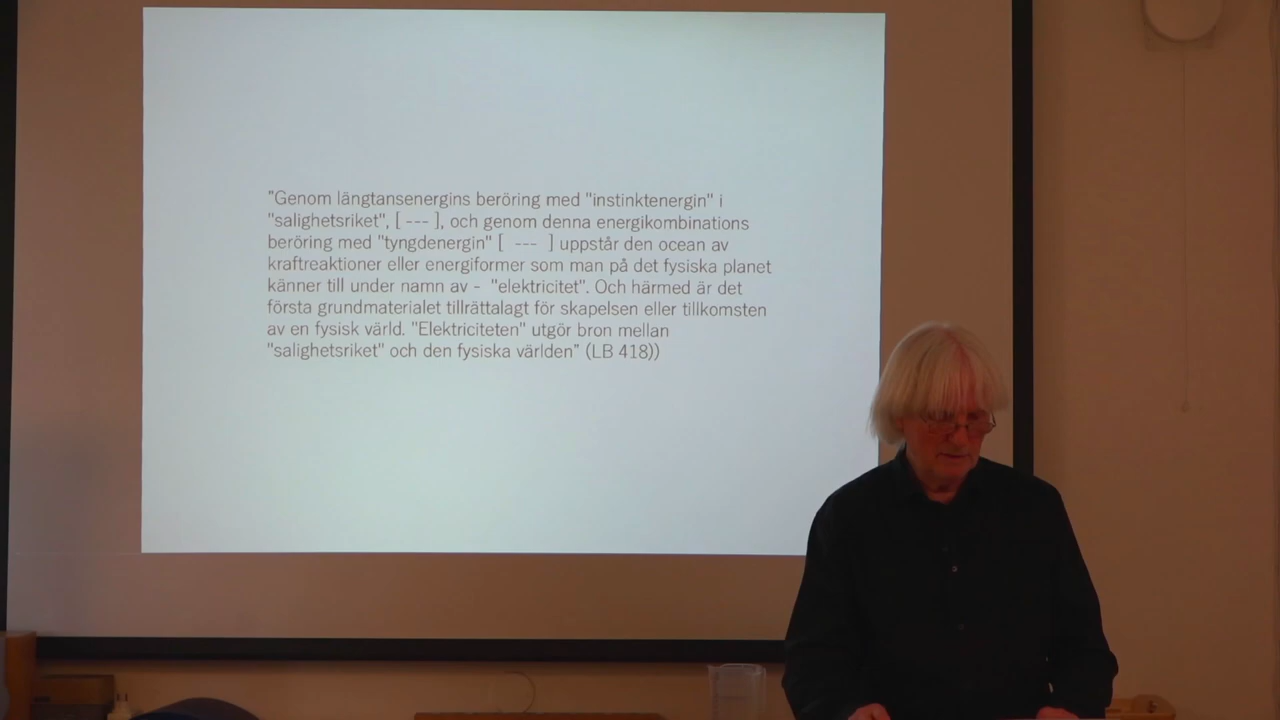 "Genom längtansenergins beröring med "instinktenergin" i
"salighetsriket", [ --- ], och genom denna energikombinations
beröring med "tyngdenergin" [ --- ] uppstår den ocean av
kraftreaktioner eller energiformer som man på det fysiska planet
känner till under namn av - "elektricitet". Och härmed är det
första grundmaterialet tillrättalagt för skapelsen eller tillkomsten
av en fysisk värld. "Elektriciteten" utgör bron mellan
"salighetsriket" och den fysiska världen" (LB 418))